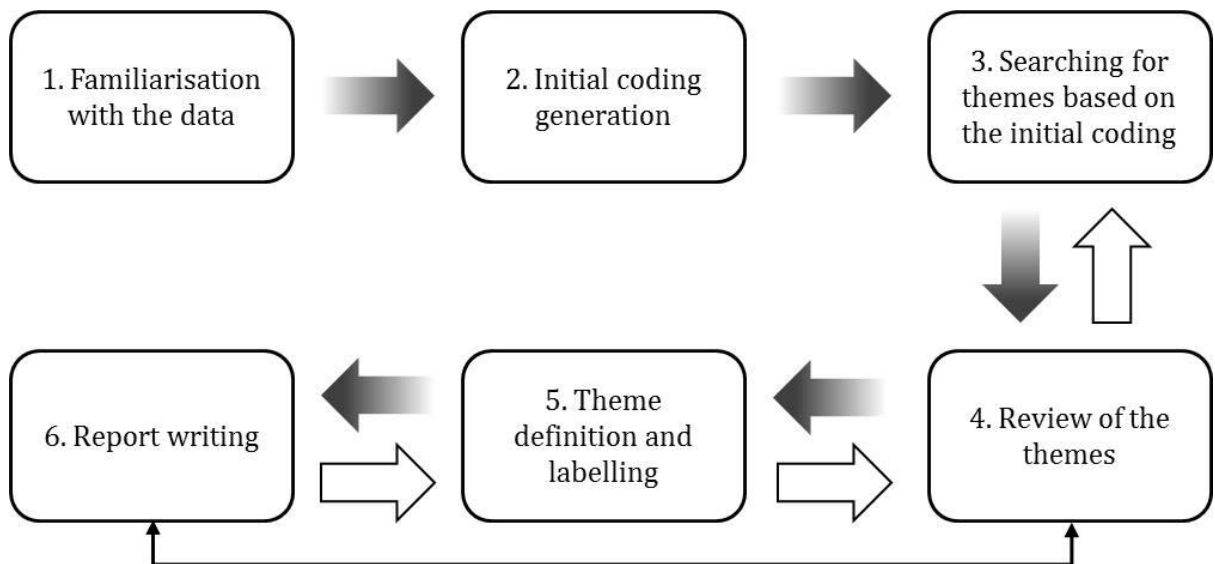 1. Familiarisation
with the data
2. Initial coding
generation
3. Searching for
themes based on
the initial coding
6. Report writing
5. Theme
definition and
labelling
4. Review of the
themes